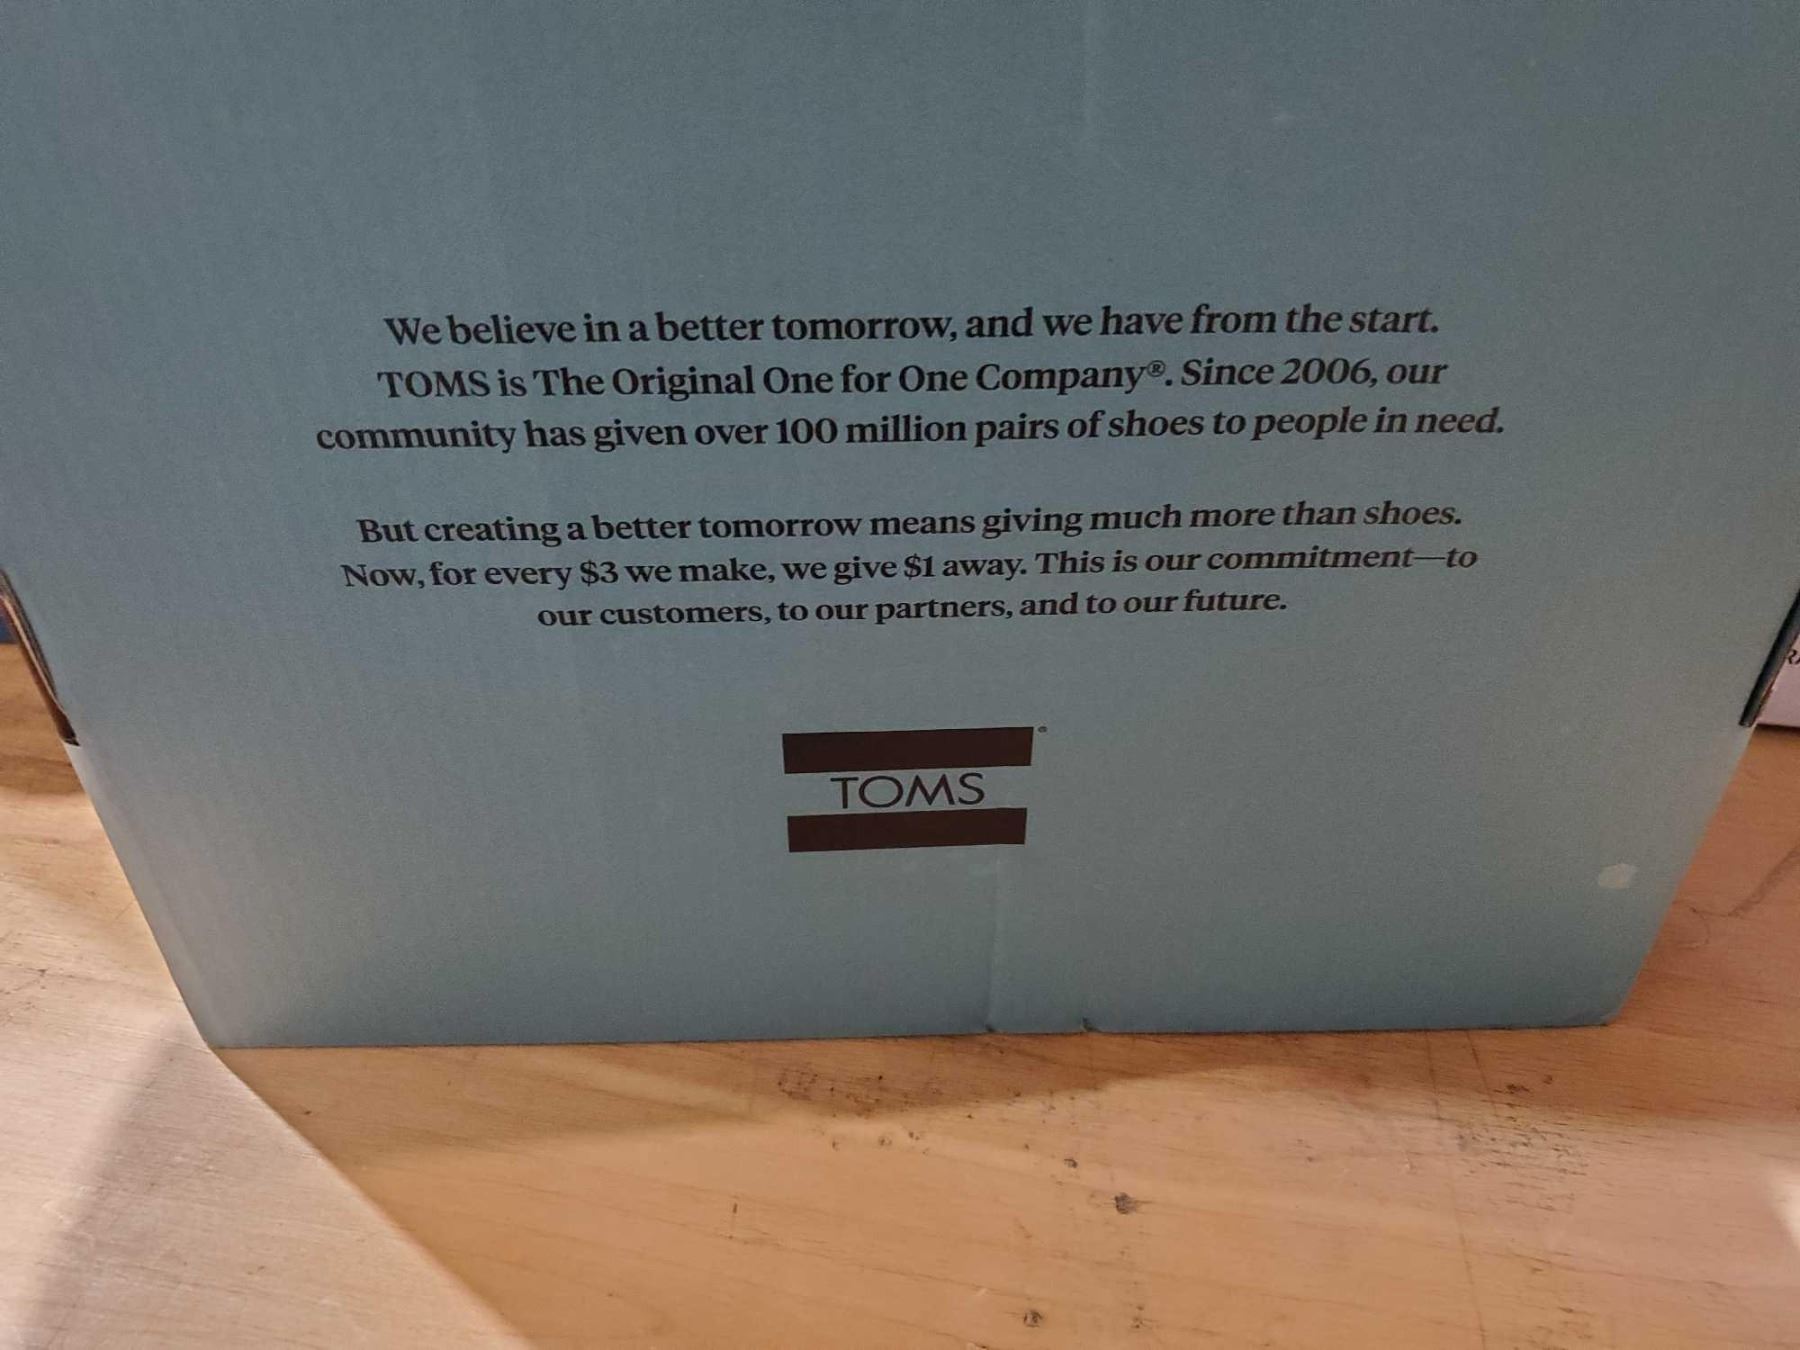 We believe in a better tomorrow, and we have from the start.
TOMS is The Original One for One Company®. Since 2006, our
community has given over 100 million pairs of shoes to people in need.
But creating a better tomorrow means giving much more than shoes.
Now, for every $3 we make, we give $1 away. This is our commitment—to
our customers, to our partners, and to our future.
TOMS